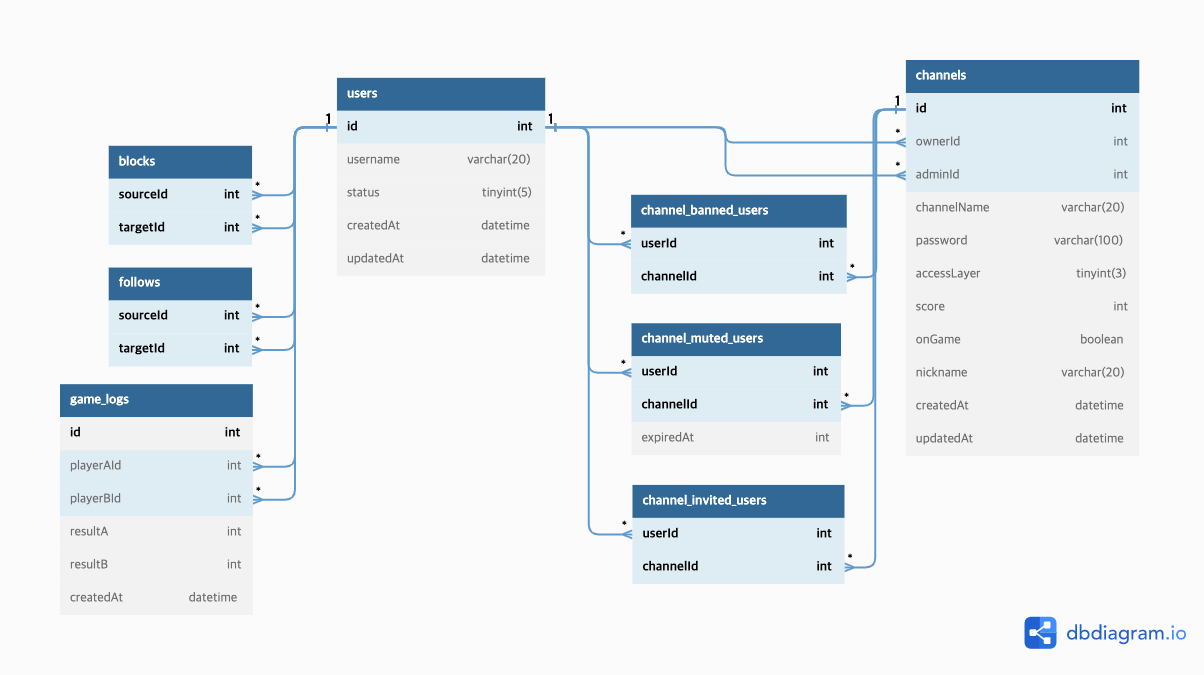 users
id int
username varchar(20)
status tinyint(5)
createdAt datetime
updatedAt datetime
1
1
blocks
sourceId int
targetId int
*
*
follows
sourceId int
targetId int
*
*
game_logs
id int
playerAId int
playerBId int
resultA int
resultB int
createdAt datetime
*
*
channel_banned_users
userId int
channelId int
*
*
channel_muted_users
userId int
channelId int
expiredAt int
*
*
channel_invited_users
userId int
channelId int
*
*
channels
id int
ownerId int
adminId int
channelName varchar(20)
password varchar(100)
accessLayer tinyint(3)
score int
onGame boolean
nickname varchar(20)
createdAt datetime
updatedAt datetime
1
*
*
dbdiagram.io